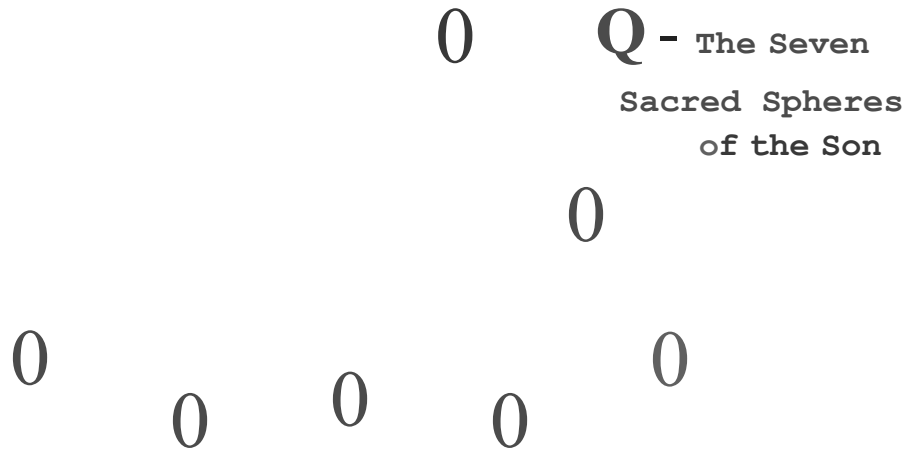 0 Q - The Seven
Sacred Spheres
of the Son
0
0 0
0
0 0